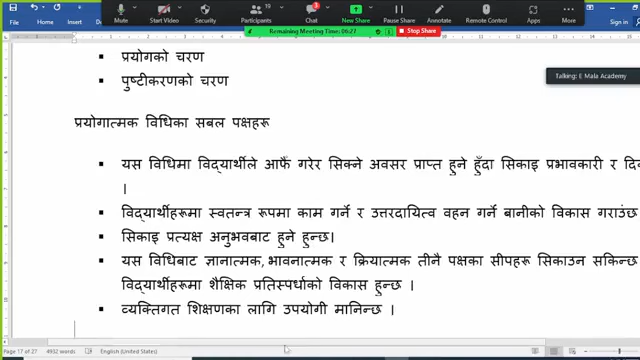 Mute Start Video Security Participants 9 Chat 3 New Share Pause Share Annotate Remote Control Apps More
Sign in
Remaining Meeting Time: 06:27 Stop Share
Talking: E Mala Academy
▪ प्रयोगको चरण
▪ पुष्टीकरणको चरण
प्रयोगात्मक विधिका सबल पक्षहरू
▪ यस विधिमा विद्यार्थीले आफैं गरेर सिक्ने अवसर प्राप्त हुने हुँदा सिकाइ प्रभावकारी र
।
▪ विद्यार्थीहरूमा स्वतन्त्र रूपमा काम गर्ने र उत्तरदायित्व वहन गर्ने बानीको विकास गराउंछ
▪ सिकाइ प्रत्यक्ष अनुभवबाट हुने हुन्छ।
▪ यस विधिबाट ज्ञानात्मक, भावनात्मक र क्रियात्मक तीनै पक्षका सीपहरू सिकाउन सकिन्छ
विद्यार्थीहरूमा शैक्षिक प्रतिस्पर्धाको विकास हुन्छ ।
▪ व्यक्तिगत शिक्षणका लागि उपयोगी मानिन्छ ।
Page 17 of 27 4932 words English (United States)